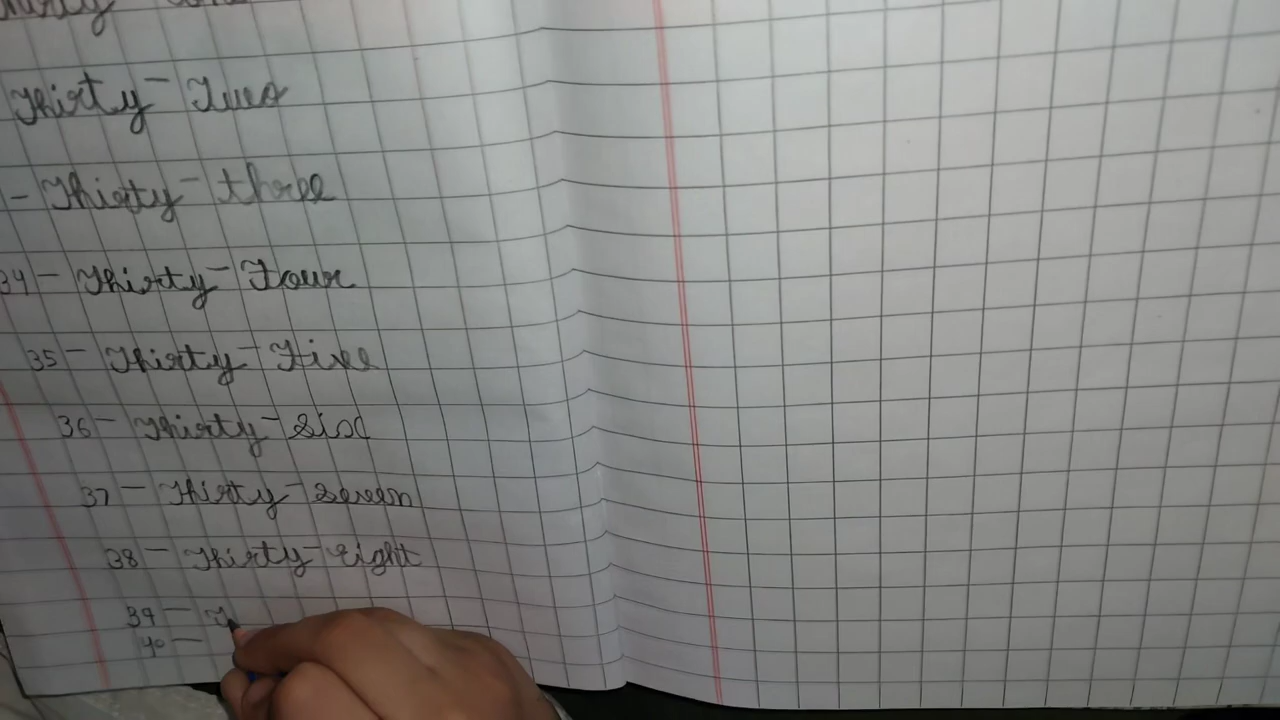 Thirty - Two
- Thirty - three
34 - Thirty - Four
35 - Thirty - Five
36 - Thirty - Six
37 - Thirty - Seven
38 - Thirty - eight
39 - T
40 -